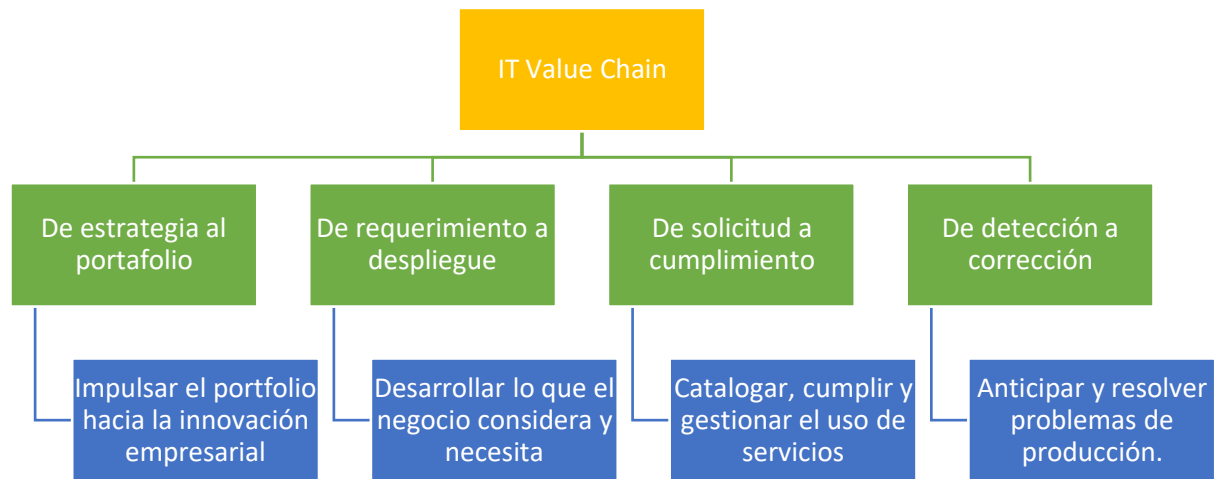 IT Value Chain
De estrategia al
portafolio
De requerimiento a
despliegue
De solicitud a
cumplimiento
De detección a
corrección
Impulsar el portfolio
hacia la innovación
empresarial
Desarrollar lo que el
negocio considera y
necesita
Catalogar, cumplir y
gestionar el uso de
servicios
Anticipar y resolver
problemas de
producción.